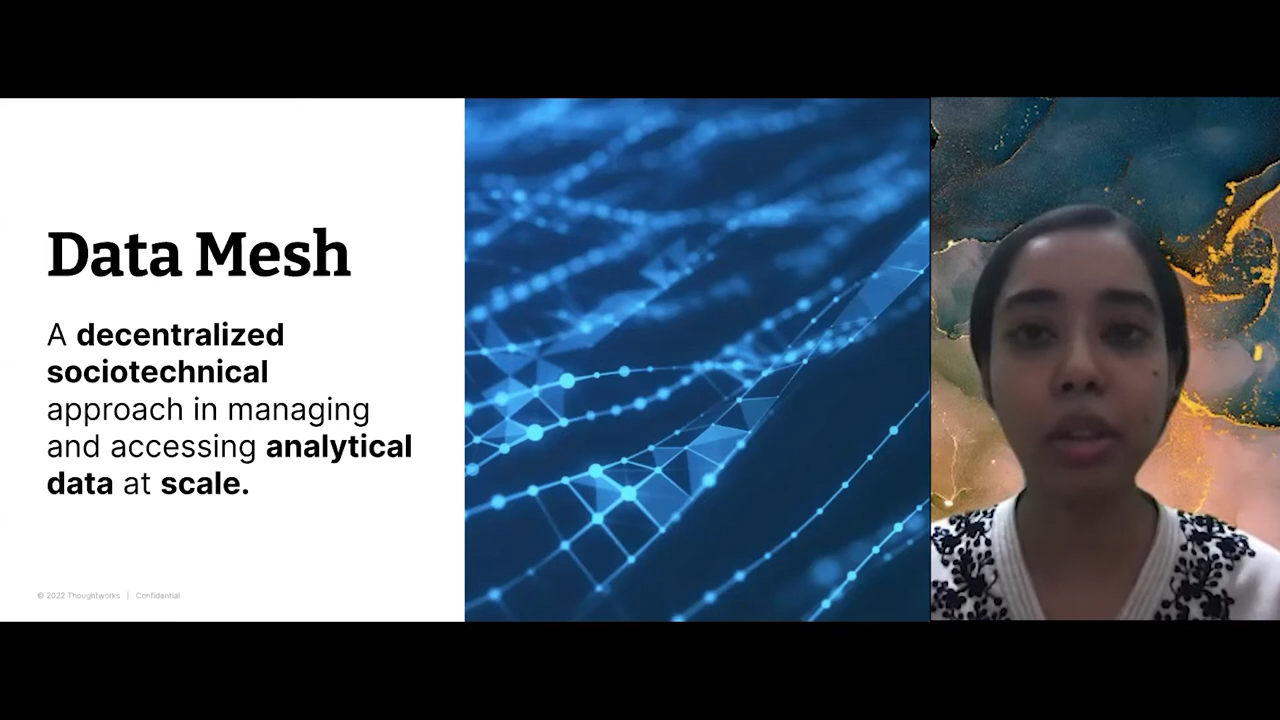 Data Mesh
A decentralized
sociotechnical
approach in managing
and accessing analytical
data at scale.
© 2022 Thoughtworks | Confidential